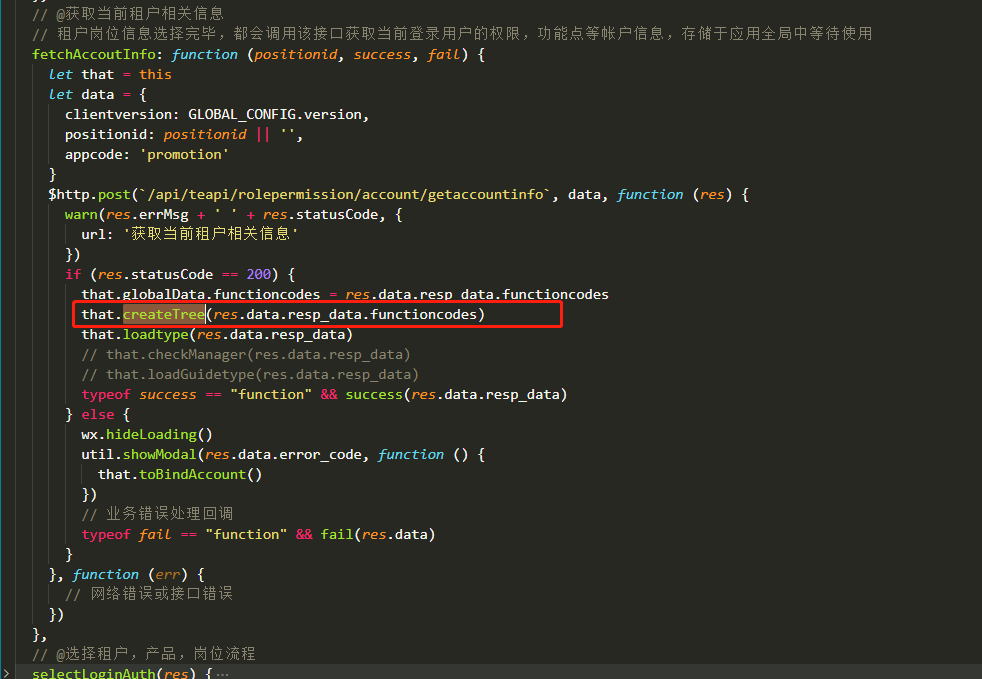 // @获取当前租户相关信息
// 租户岗位信息选择完毕，都会调用该接口获取当前登录用户的权限，功能点等帐户信息，存储于应用全局中等待使用
fetchAccoutInfo: function (positionid, success, fail) {
let that = this
let data = {
clientversion: GLOBAL_CONFIG.version,
positionid: positionid || '',
appcode: 'promotion'
}
$http.post(`/api/teapi/rolepermission/account/getaccountinfo`, data, function (res) {
warn(res.errMsg + ' ' + res.statusCode, {
url: '获取当前租户相关信息'
})
if (res.statusCode == 200) {
that.globalData.functioncodes = res.data.resp_data.functioncodes
that.createTree(res.data.resp_data.functioncodes)
that.loadtype(res.data.resp_data)
// that.checkManager(res.data.resp_data)
// that.loadGuidetype(res.data.resp_data)
typeof success == "function" && success(res.data.resp_data)
} else {
wx.hideLoading()
util.showModal(res.data.error_code, function () {
that.toBindAccount()
})
// 业务错误处理回调
typeof fail == "function" && fail(res.data)
}
}, function (err) {
// 网络错误或接口错误
})
},
// @选择租户，产品，岗位流程
selectLoginAuth(res) {…